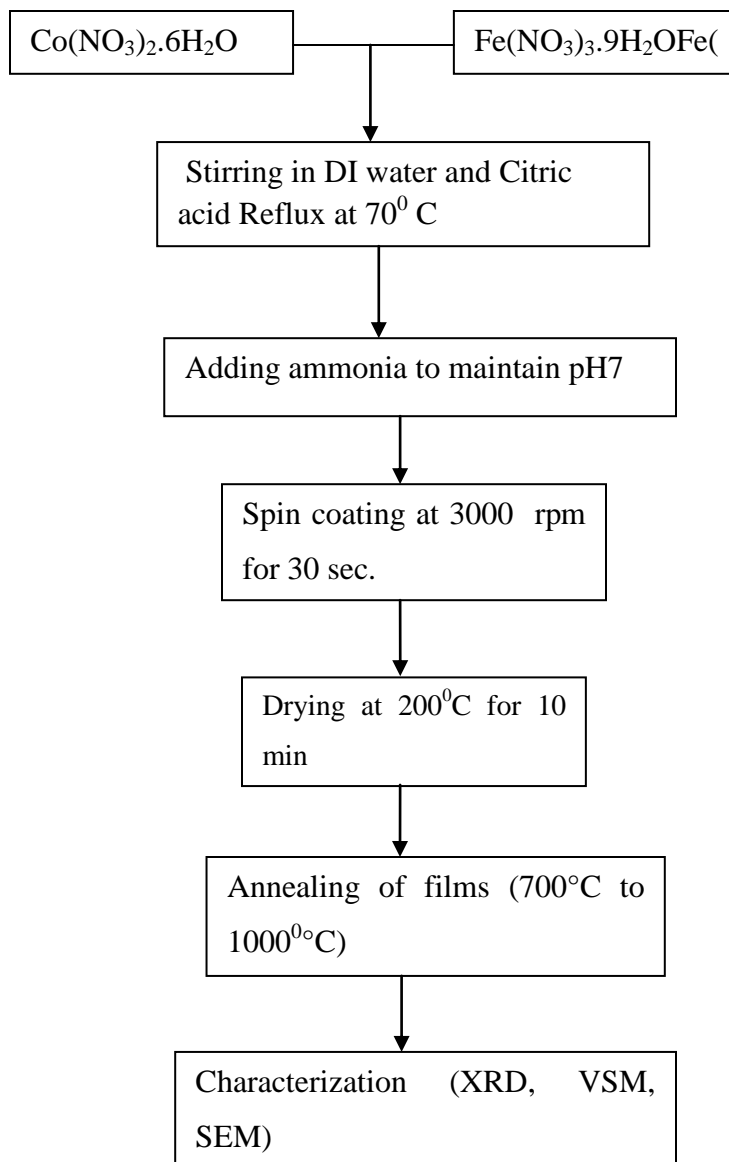 Co(NO₃)₂.6H₂O
Fe(NO₃)₃.9H₂OFe(
Stirring in DI water and Citric
acid Reflux at 70⁰ C
Adding ammonia to maintain pH7
Spin coating at 3000 rpm
for 30 sec.
Drying at 200⁰C for 10
min
Annealing of films (700°C to
1000⁰°C)
Characterization (XRD, VSM,
SEM)